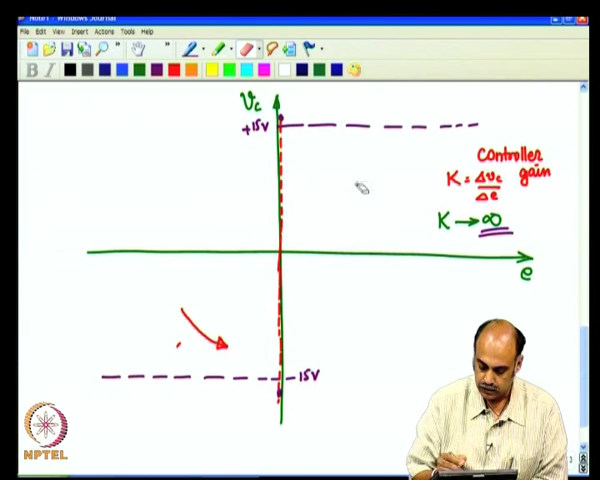 Note1 - Windows Journal
File Edit View Insert Actions Tools Help
B I
Vc
+15V
Controller
gain
K = Δvc
Δe
K → ∞
e
-15V
NPTEL